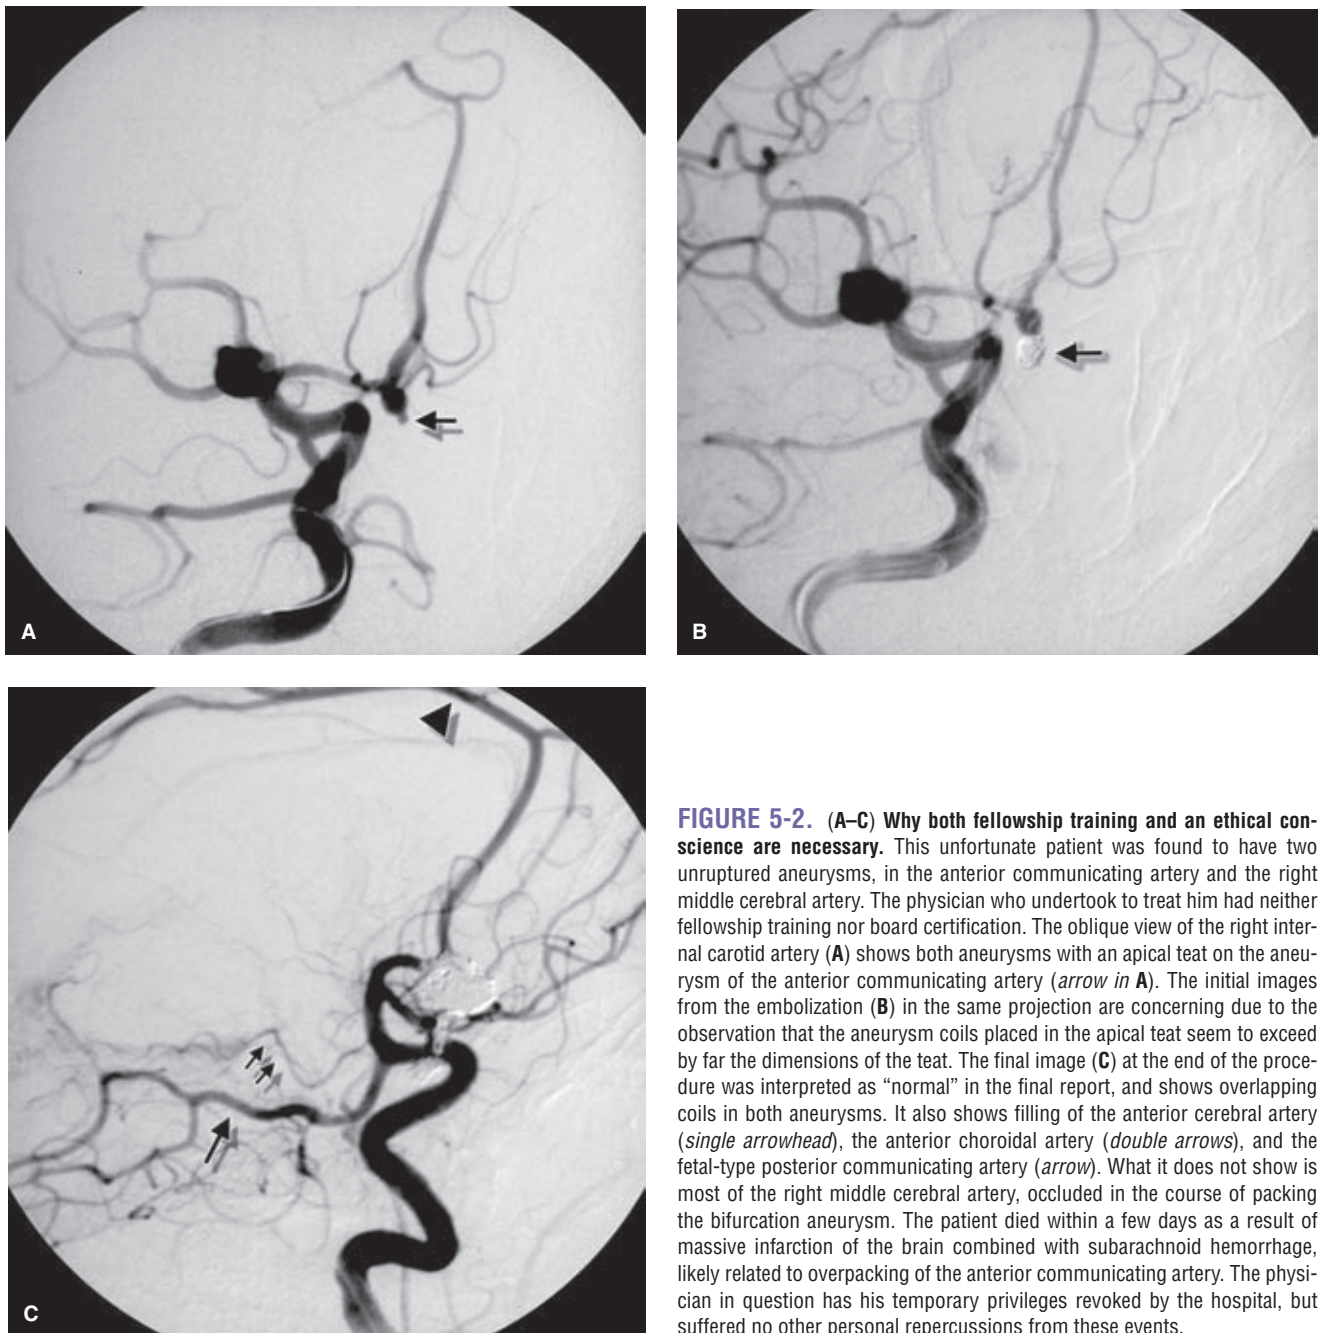 A
B
C
FIGURE 5-2. (A–C) Why both fellowship training and an ethical con-
science are necessary. This unfortunate patient was found to have two
unruptured aneurysms, in the anterior communicating artery and the right
middle cerebral artery. The physician who undertook to treat him had neither
fellowship training nor board certification. The oblique view of the right inter-
nal carotid artery (A) shows both aneurysms with an apical teat on the aneu-
rysm of the anterior communicating artery (arrow in A). The initial images
from the embolization (B) in the same projection are concerning due to the
observation that the aneurysm coils placed in the apical teat seem to exceed
by far the dimensions of the teat. The final image (C) at the end of the proce-
dure was interpreted as “normal” in the final report, and shows overlapping
coils in both aneurysms. It also shows filling of the anterior cerebral artery
(single arrowhead), the anterior choroidal artery (double arrows), and the
fetal-type posterior communicating artery (arrow). What it does not show is
most of the right middle cerebral artery, occluded in the course of packing
the bifurcation aneurysm. The patient died within a few days as a result of
massive infarction of the brain combined with subarachnoid hemorrhage,
likely related to overpacking of the anterior communicating artery. The physi-
cian in question has his temporary privileges revoked by the hospital, but
suffered no other personal repercussions from these events.